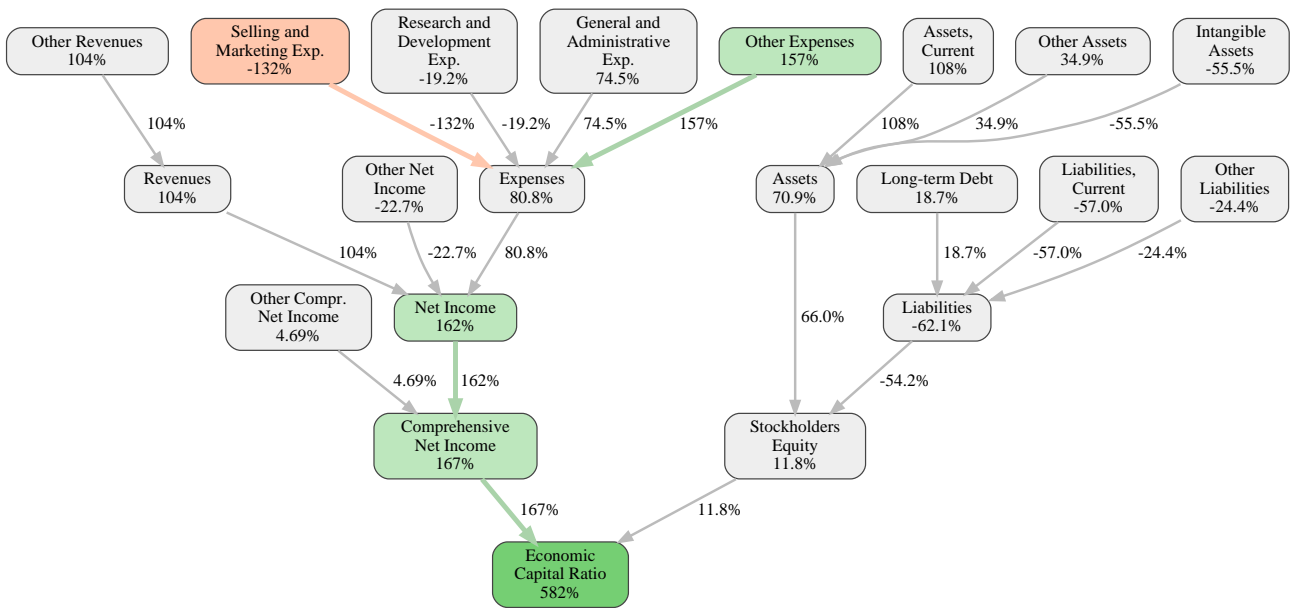 Other Revenues
104%
Selling and
Marketing Exp.
-132%
Research and
Development
Exp.
-19.2%
General and
Administrative
Exp.
74.5%
Other Expenses
157%
Assets,
Current
108%
Other Assets
34.9%
Intangible
Assets
-55.5%
104%
-132%
-19.2%
74.5%
157%
108%
34.9%
-55.5%
Revenues
104%
Other Net
Income
-22.7%
Expenses
80.8%
Assets
70.9%
Long-term Debt
18.7%
Liabilities,
Current
-57.0%
Other
Liabilities
-24.4%
104%
-22.7%
80.8%
18.7%
-57.0%
-24.4%
Other Compr.
Net Income
4.69%
Net Income
162%
66.0%
Liabilities
-62.1%
4.69%
162%
-54.2%
Comprehensive
Net Income
167%
Stockholders
Equity
11.8%
167%
11.8%
Economic
Capital Ratio
582%